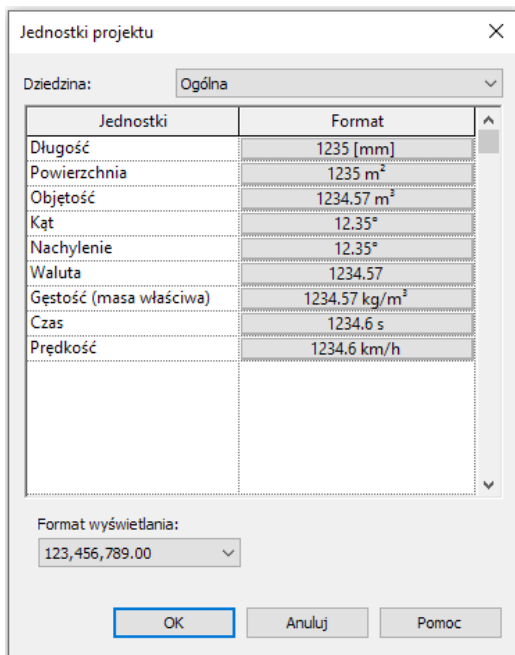 Jednostki projektu
Dziedzina: Ogólna
Jednostki Format
Długość 1235 [mm]
Powierzchnia 1235 m²
Objętość 1234.57 m³
Kąt 12.35°
Nachylenie 12.35°
Waluta 1234.57
Gęstość (masa właściwa) 1234.57 kg/m³
Czas 1234.6 s
Prędkość 1234.6 km/h
Format wyświetlania:
123,456,789.00
OK Anuluj Pomoc